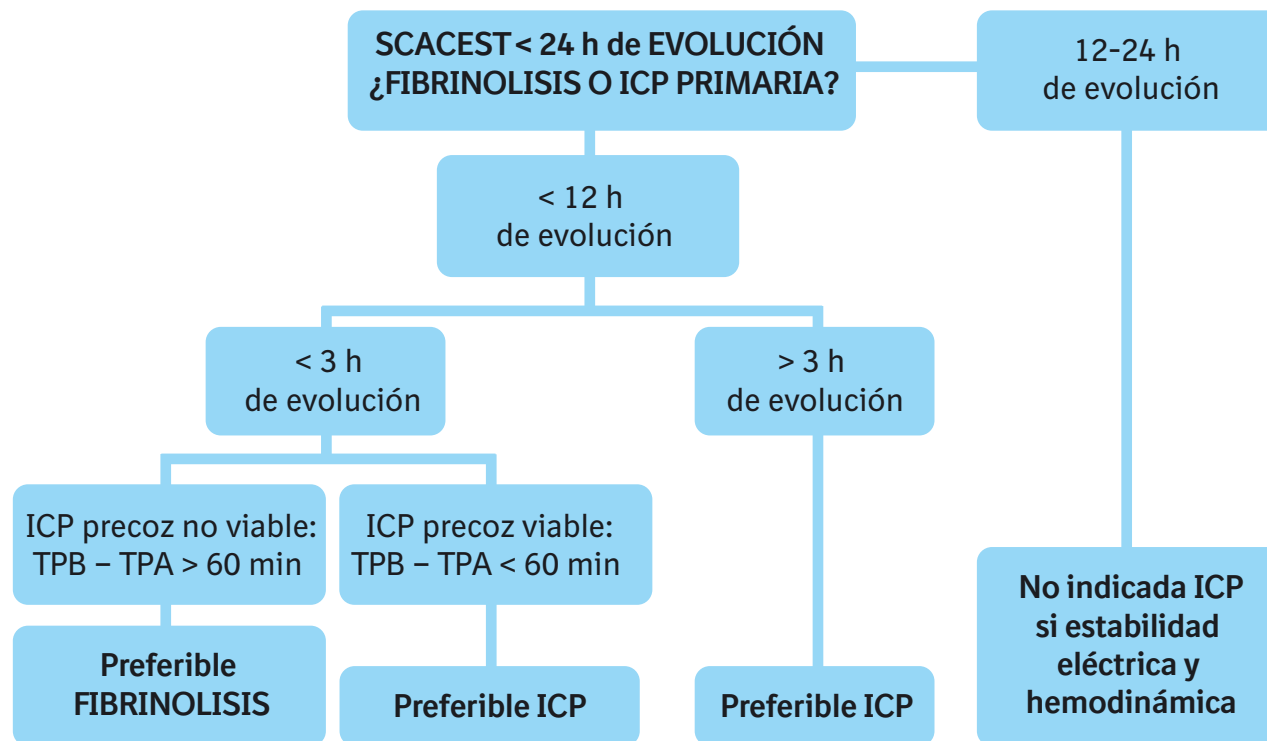 SCACEST < 24 h de EVOLUCIÓN
¿FIBRINOLISIS O ICP PRIMARIA?
12-24 h
de evolución
< 12 h
de evolución
< 3 h
de evolución
> 3 h
de evolución
ICP precoz no viable:
TPB – TPA > 60 min
ICP precoz viable:
TPB – TPA < 60 min
Preferible
FIBRINOLISIS
Preferible ICP
Preferible ICP
No indicada ICP
si estabilidad
eléctrica y
hemodinámica